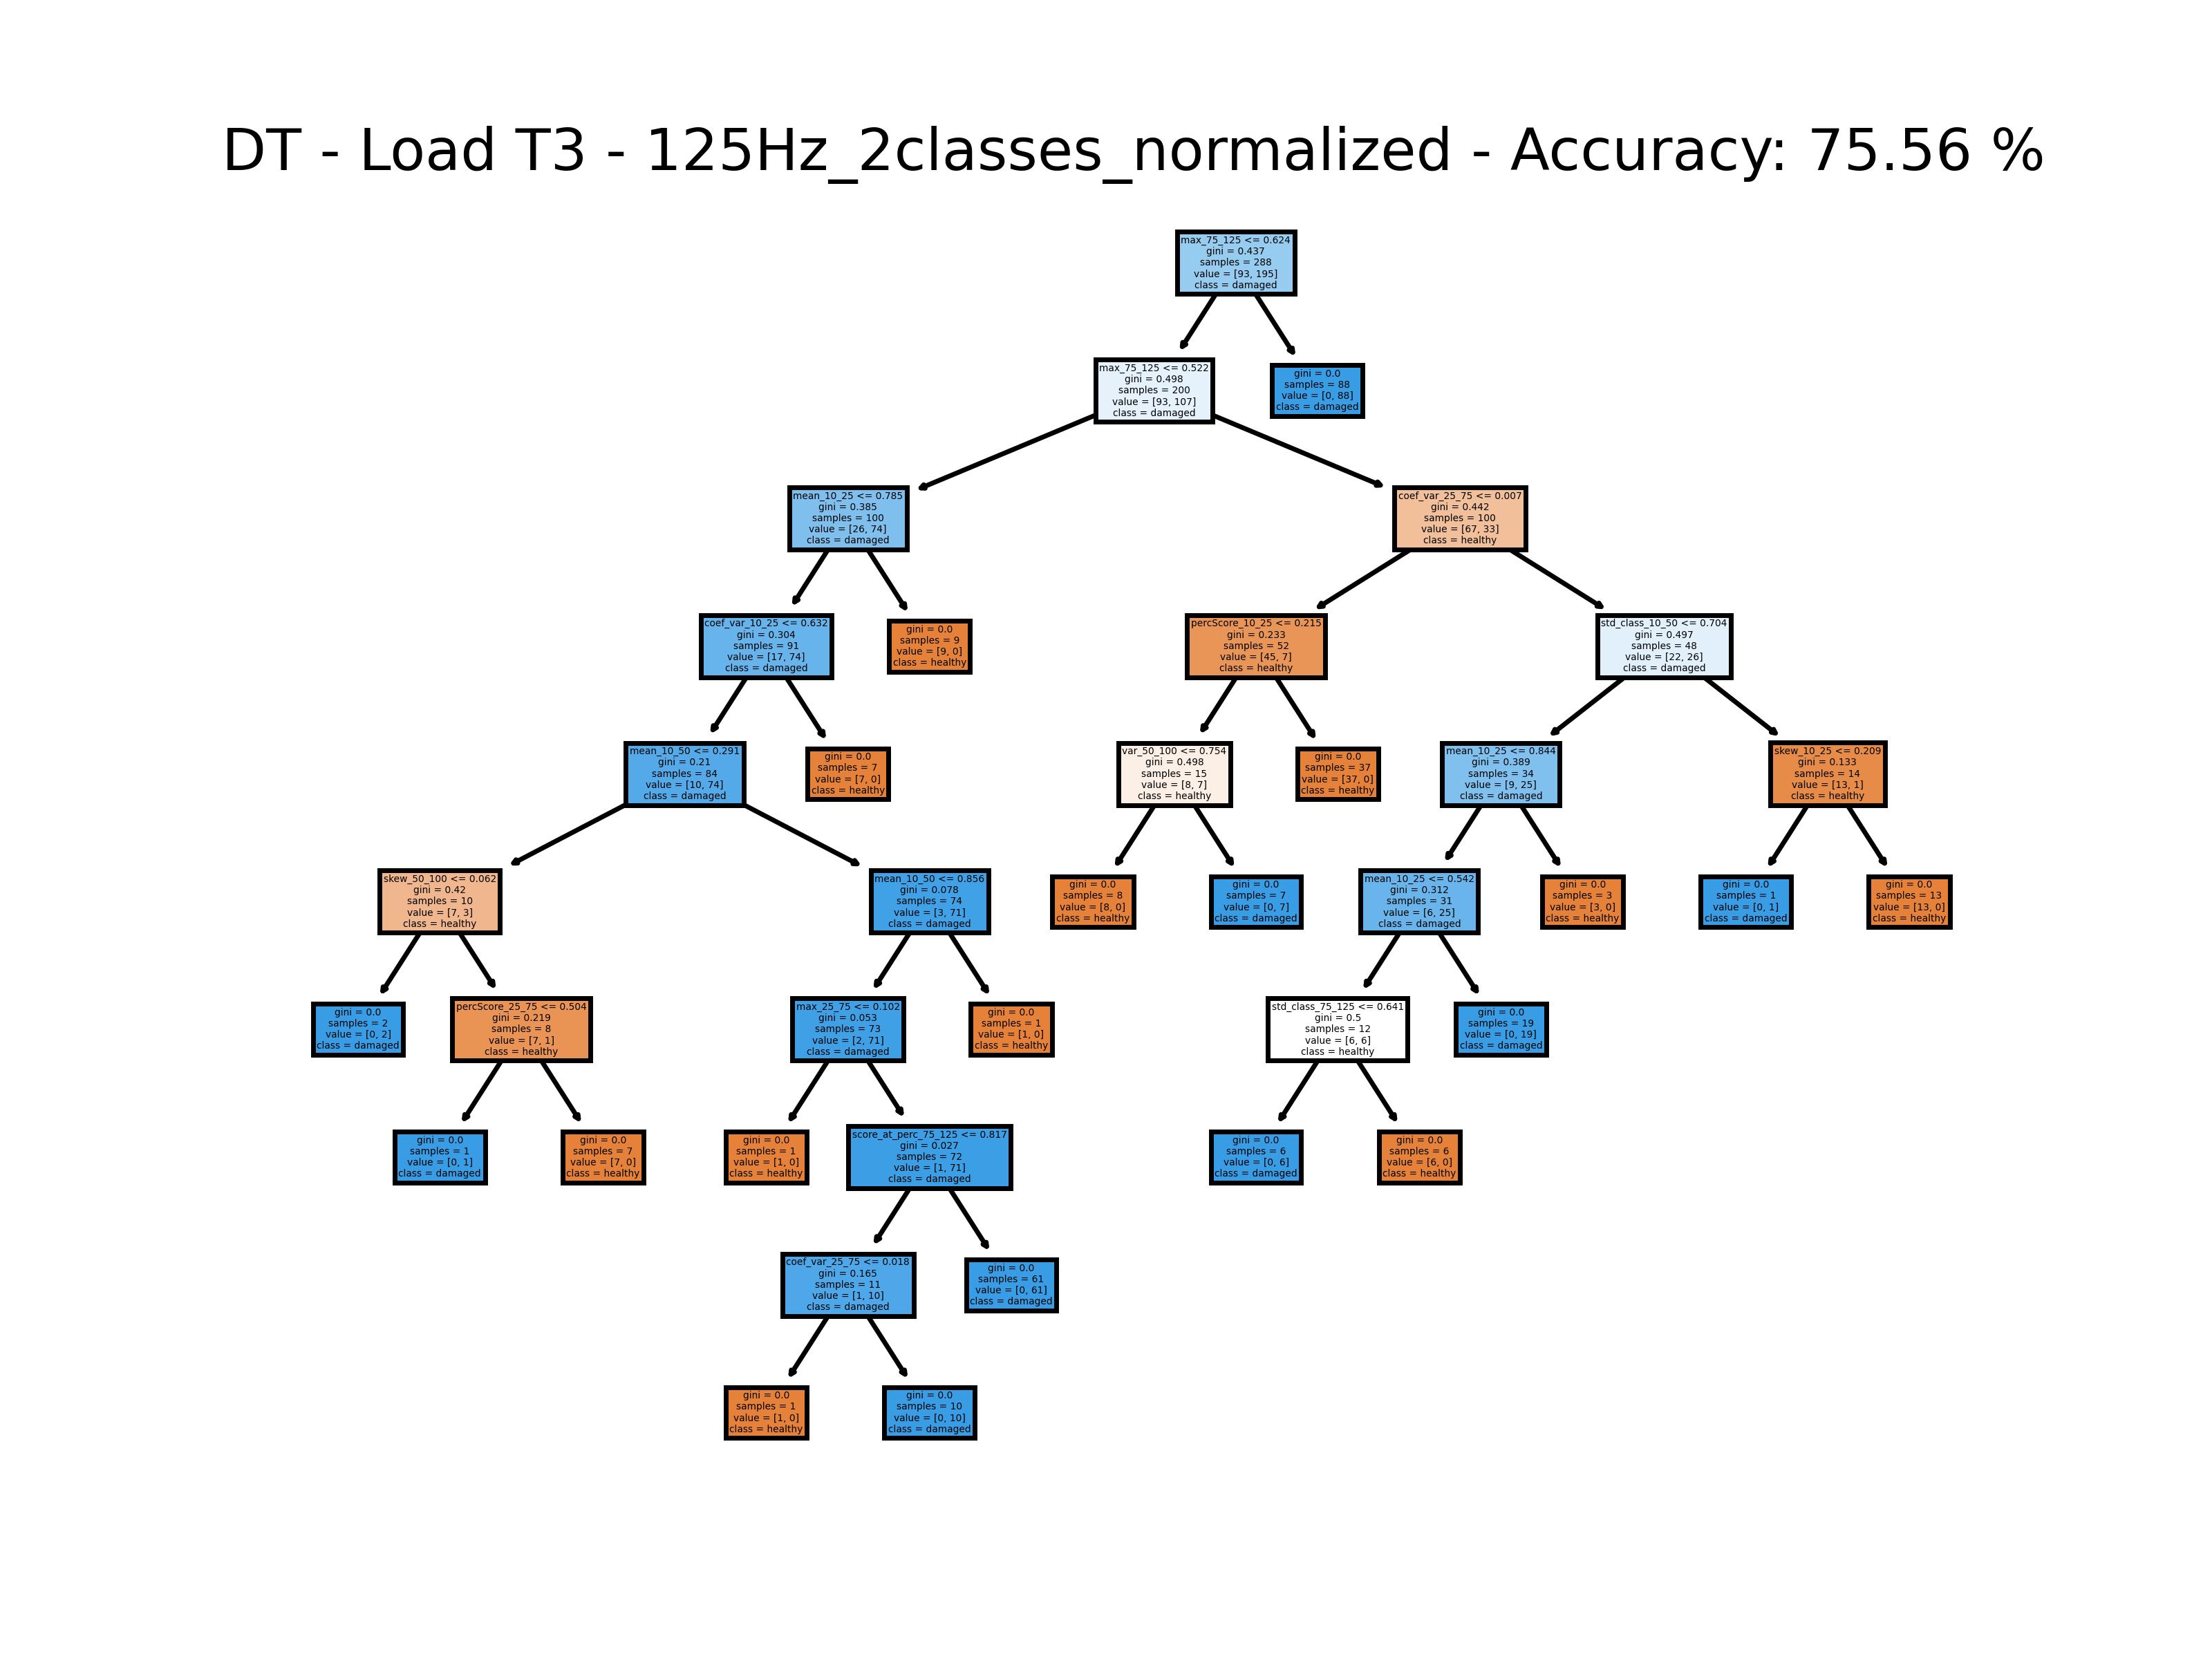 DT - Load T3 - 125Hz_2classes_normalized - Accuracy: 75.56 %
max_75_125 <= 0.624
gini = 0.437
samples = 288
value = [93, 195]
class = damaged
max_75_125 <= 0.522
gini = 0.498
samples = 200
value = [93, 107]
class = damaged
gini = 0.0
samples = 88
value = [0, 88]
class = damaged
mean_10_25 <= 0.785
gini = 0.385
samples = 100
value = [26, 74]
class = damaged
coef_var_25_75 <= 0.007
gini = 0.442
samples = 100
value = [67, 33]
class = healthy
coef_var_10_25 <= 0.632
gini = 0.304
samples = 91
value = [17, 74]
class = damaged
gini = 0.0
samples = 9
value = [9, 0]
class = healthy
percScore_10_25 <= 0.215
gini = 0.233
samples = 52
value = [45, 7]
class = healthy
std_class_10_50 <= 0.704
gini = 0.497
samples = 48
value = [22, 26]
class = damaged
mean_10_50 <= 0.291
gini = 0.21
samples = 84
value = [10, 74]
class = damaged
gini = 0.0
samples = 7
value = [7, 0]
class = healthy
var_50_100 <= 0.754
gini = 0.498
samples = 15
value = [8, 7]
class = healthy
gini = 0.0
samples = 37
value = [37, 0]
class = healthy
mean_10_25 <= 0.844
gini = 0.389
samples = 34
value = [9, 25]
class = damaged
skew_10_25 <= 0.209
gini = 0.133
samples = 14
value = [13, 1]
class = healthy
skew_50_100 <= 0.062
gini = 0.42
samples = 10
value = [7, 3]
class = healthy
mean_10_50 <= 0.856
gini = 0.078
samples = 74
value = [3, 71]
class = damaged
gini = 0.0
samples = 8
value = [8, 0]
class = healthy
gini = 0.0
samples = 7
value = [0, 7]
class = damaged
mean_10_25 <= 0.542
gini = 0.312
samples = 31
value = [6, 25]
class = damaged
gini = 0.0
samples = 3
value = [3, 0]
class = healthy
gini = 0.0
samples = 1
value = [0, 1]
class = damaged
gini = 0.0
samples = 13
value = [13, 0]
class = healthy
gini = 0.0
samples = 2
value = [0, 2]
class = damaged
percScore_25_75 <= 0.504
gini = 0.219
samples = 8
value = [7, 1]
class = healthy
max_25_75 <= 0.102
gini = 0.053
samples = 73
value = [2, 71]
class = damaged
gini = 0.0
samples = 1
value = [1, 0]
class = healthy
std_class_75_125 <= 0.641
gini = 0.5
samples = 12
value = [6, 6]
class = healthy
gini = 0.0
samples = 19
value = [0, 19]
class = damaged
gini = 0.0
samples = 1
value = [0, 1]
class = damaged
gini = 0.0
samples = 7
value = [7, 0]
class = healthy
gini = 0.0
samples = 1
value = [1, 0]
class = healthy
score_at_perc_75_125 <= 0.817
gini = 0.027
samples = 72
value = [1, 71]
class = damaged
gini = 0.0
samples = 6
value = [0, 6]
class = damaged
gini = 0.0
samples = 6
value = [6, 0]
class = healthy
coef_var_25_75 <= 0.018
gini = 0.165
samples = 11
value = [1, 10]
class = damaged
gini = 0.0
samples = 61
value = [0, 61]
class = damaged
gini = 0.0
samples = 1
value = [1, 0]
class = healthy
gini = 0.0
samples = 10
value = [0, 10]
class = damaged